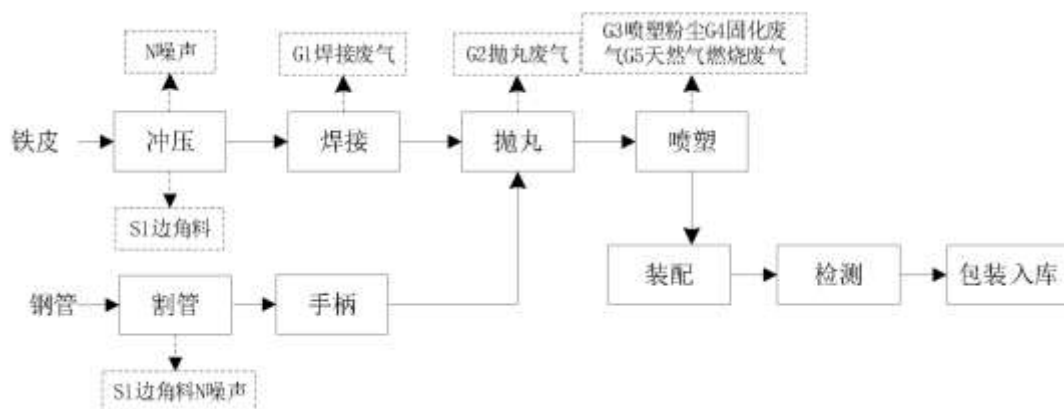 G3喷塑粉尘G4固化废
气G5天然气燃烧废气
N噪声
G1焊接废气
G2抛丸废气
铁皮
冲压
焊接
抛丸
喷塑
S1边角料
装配
检测
包装入库
钢管
割管
手柄
S1边角料N噪声